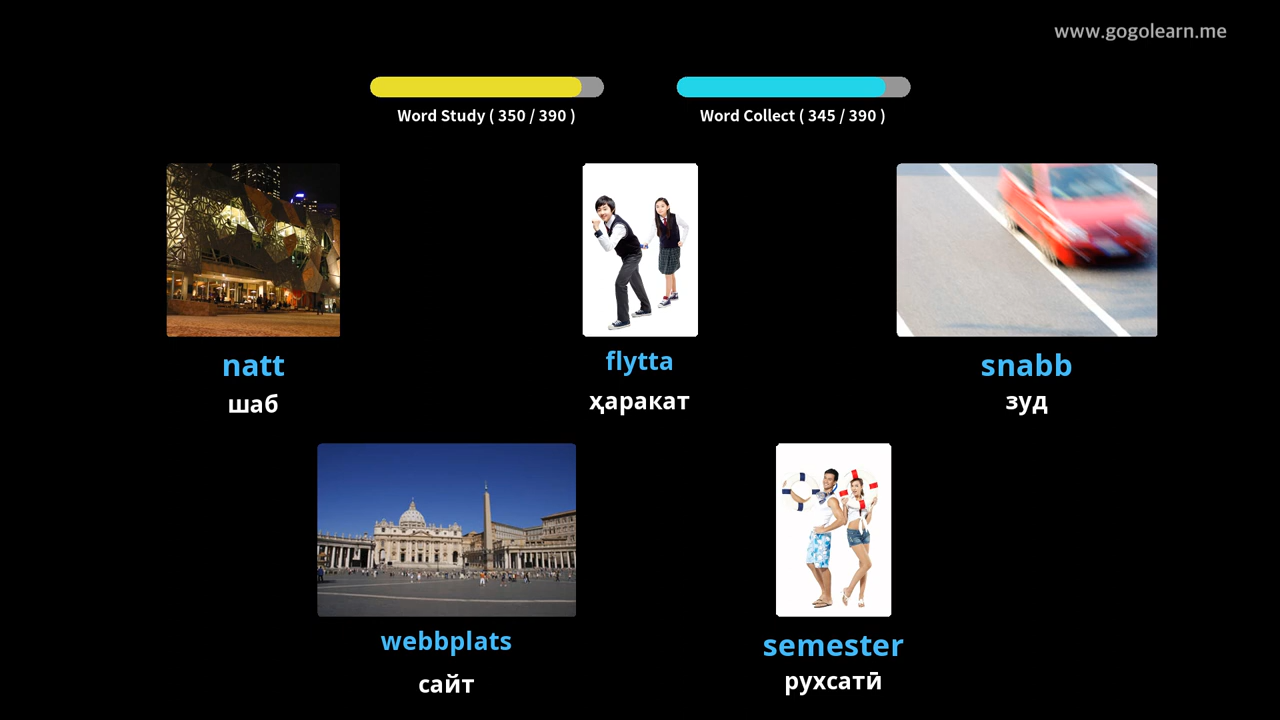 www.gogolearn.me
Word Study ( 350 / 390 )
Word Collect ( 345 / 390 )
natt
шаб
flytta
ҳаракат
snabb
зуд
webbplats
сайт
semester
рухсатӣ